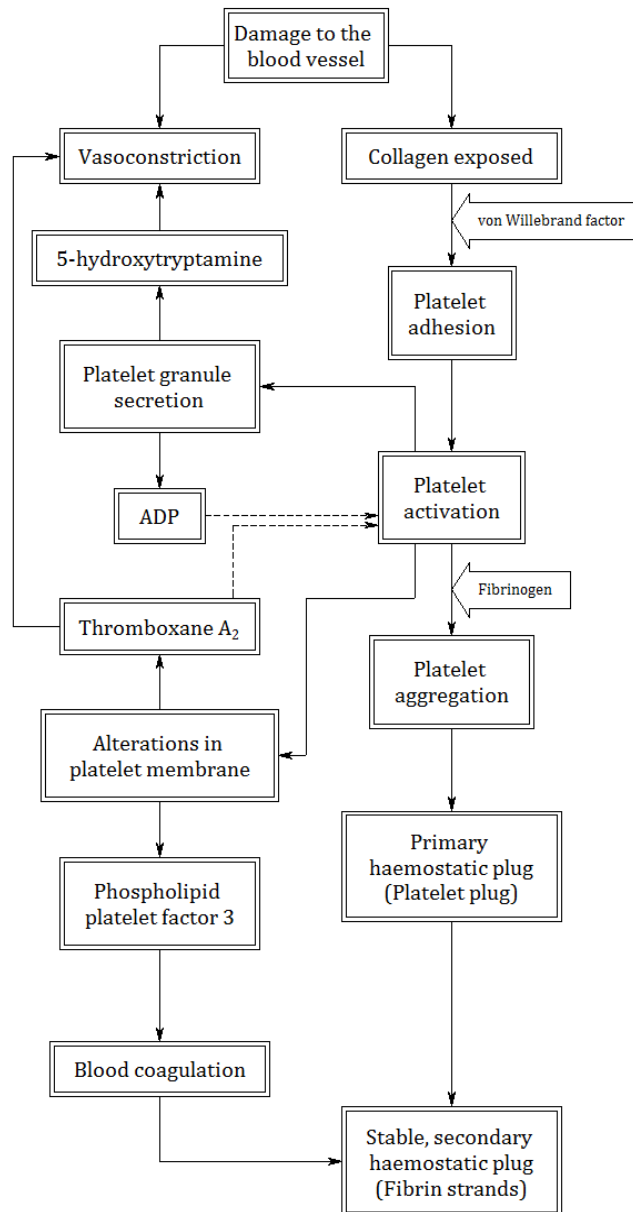 Damage to the
blood vessel
Vasoconstriction
Collagen exposed
von Willebrand factor
5-hydroxytryptamine
Platelet
adhesion
Platelet granule
secretion
Platelet
activation
ADP
Fibrinogen
Thromboxane A₂
Platelet
aggregation
Alterations in
platelet membrane
Primary
haemostatic plug
(Platelet plug)
Phospholipid
platelet factor 3
Blood coagulation
Stable, secondary
haemostatic plug
(Fibrin strands)